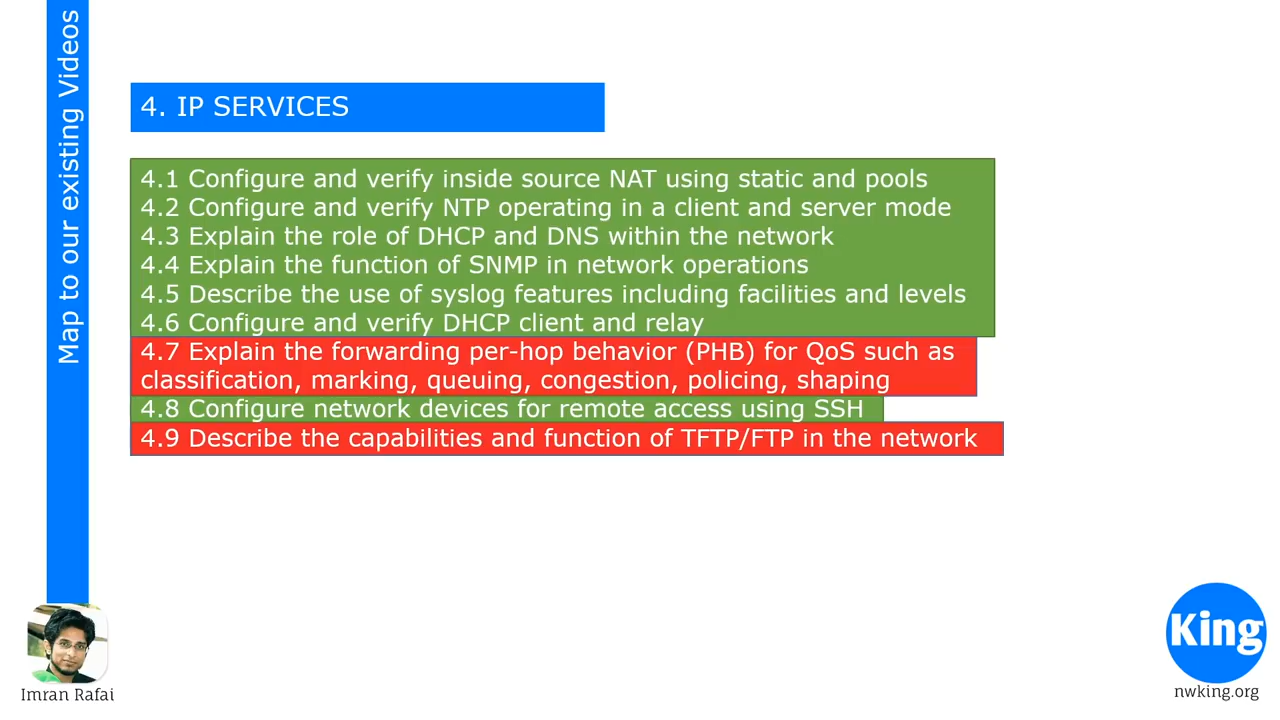 Map to our existing Videos
4. IP SERVICES
4.1 Configure and verify inside source NAT using static and pools
4.2 Configure and verify NTP operating in a client and server mode
4.3 Explain the role of DHCP and DNS within the network
4.4 Explain the function of SNMP in network operations
4.5 Describe the use of syslog features including facilities and levels
4.6 Configure and verify DHCP client and relay
4.7 Explain the forwarding per-hop behavior (PHB) for QoS such as
classification, marking, queuing, congestion, policing, shaping
4.8 Configure network devices for remote access using SSH
4.9 Describe the capabilities and function of TFTP/FTP in the network
Imran Rafai
King
nwking.org